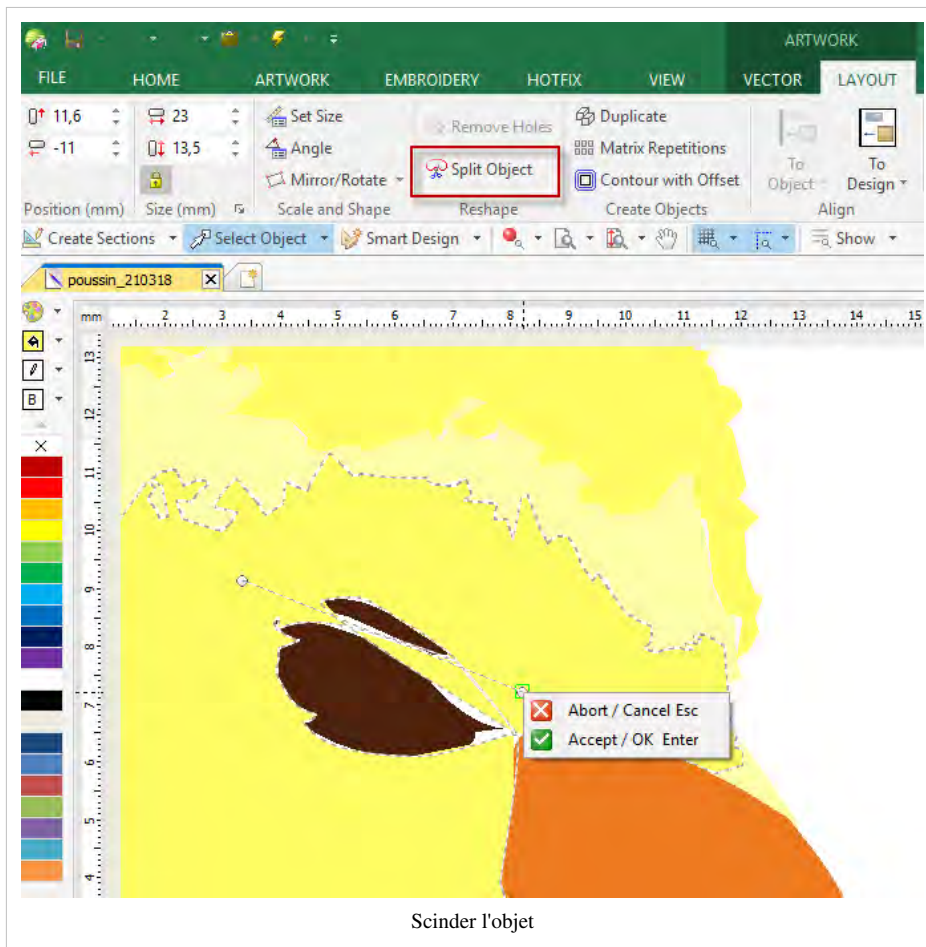 ARTWORK
FILE HOME ARTWORK EMBROIDERY HOTFIX VIEW VECTOR LAYOUT
11,6 23 Set Size Remove Holes Duplicate
-11 13,5 Angle Split Object Matrix Repetitions To To
Mirror/Rotate Contour with Offset Object Design
Position (mm) Size (mm) Scale and Shape Reshape Create Objects Align
Create Sections Select Object Smart Design Show
poussin_210318
mm 2 3 4 5 6 7 8 9 10 11 12 13 14 15
13
B
12
11
10
9
8
7
Abort / Cancel Esc
Accept / OK Enter
6
5
4
Scinder l'objet